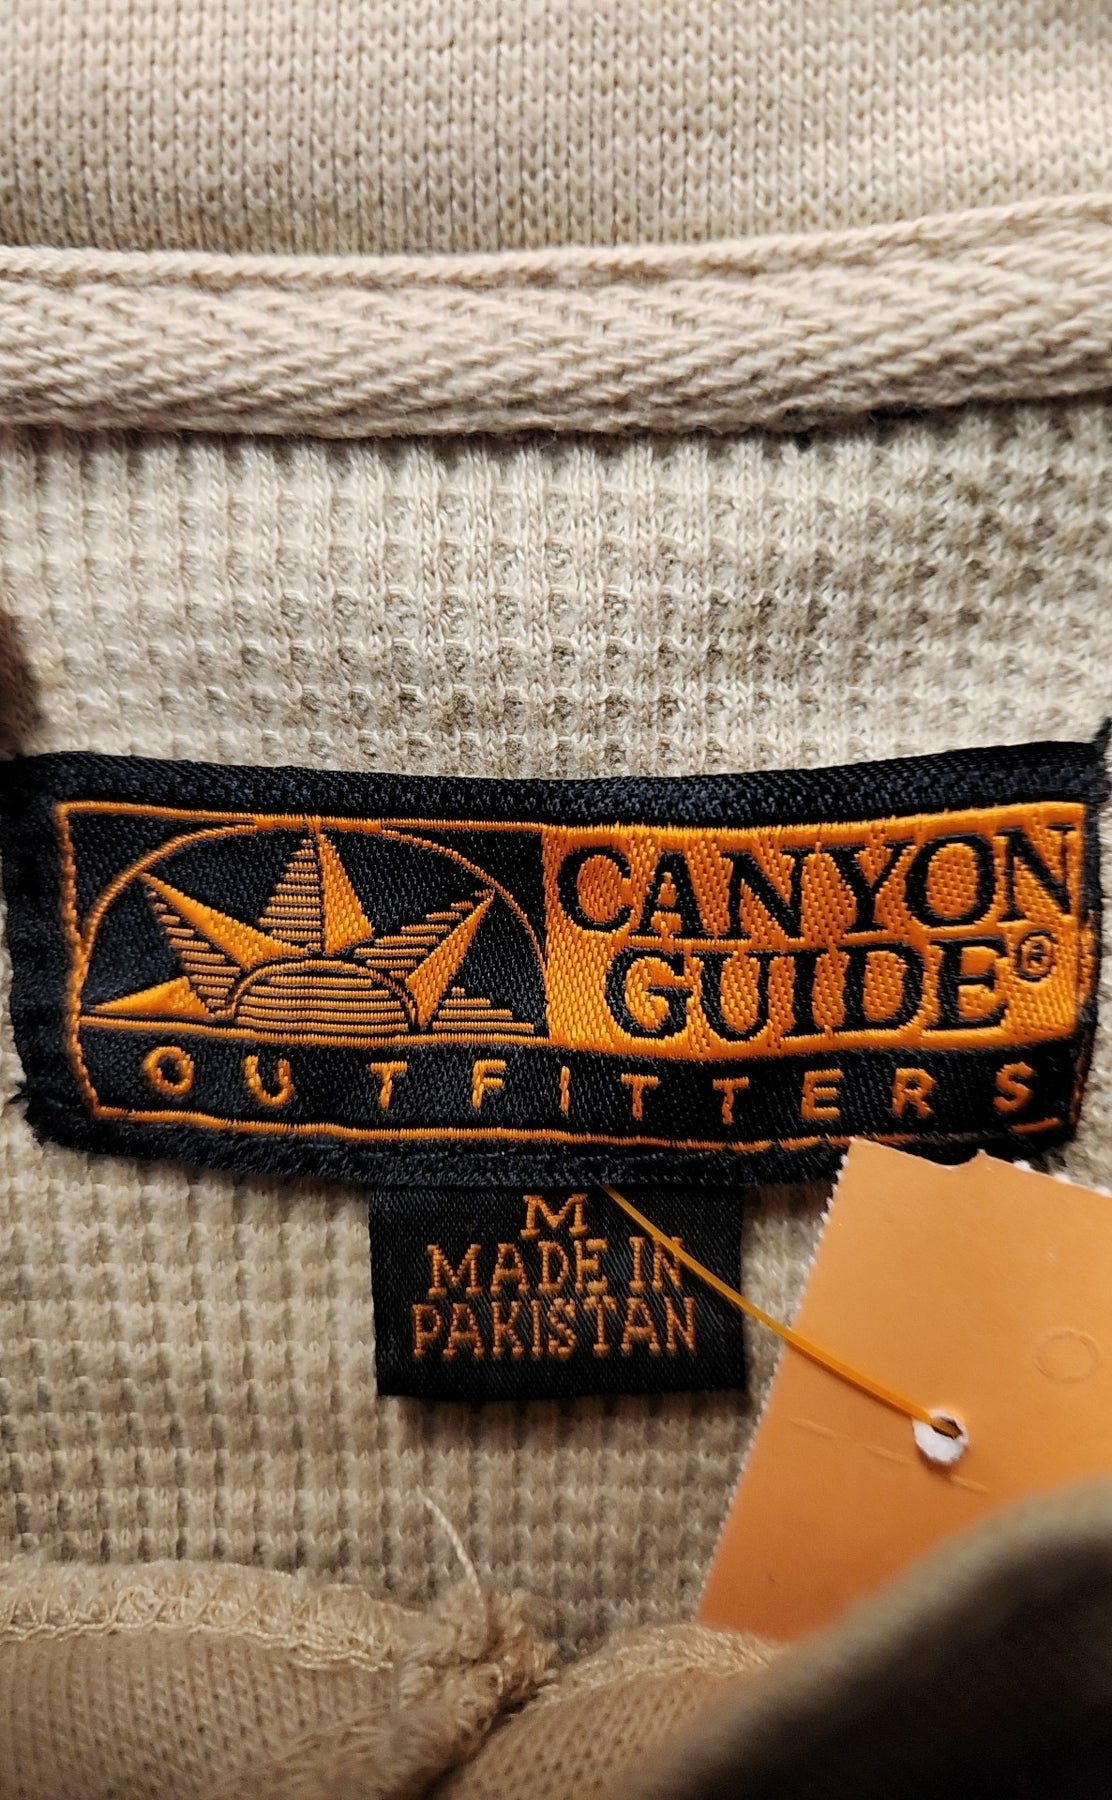 CANYON
GUIDE®
OUTFITTERS
M
MADE IN
PAKISTAN